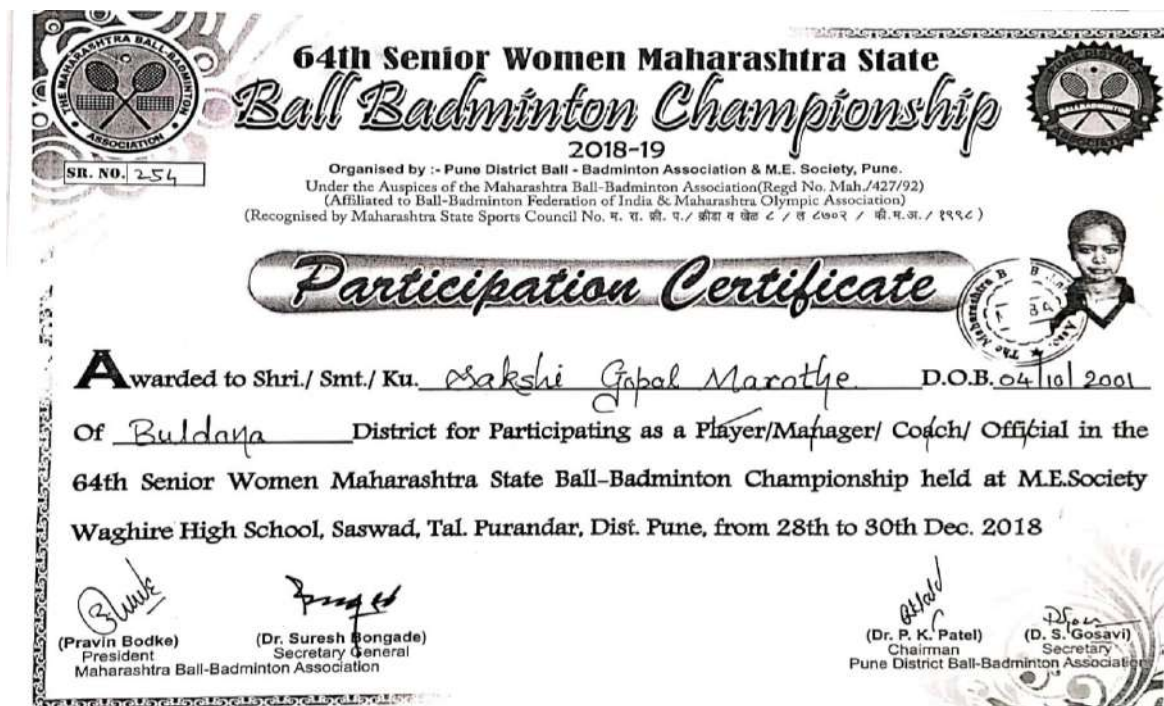 THE MAHARASHTRA BALL-BADMINTON
ASSOCIATION
64th Senior Women Maharashtra State
Ball Badminton Championship
2018-19
BALLBADMINTON
SR. NO. 254
Organised by :- Pune District Ball - Badminton Association & M.E. Society, Pune.
Under the Auspices of the Maharashtra Ball-Badminton Association(Regd No. Mah./427/92)
(Affiliated to Ball-Badminton Federation of India & Maharashtra Olympic Association)
(Recognised by Maharashtra State Sports Council No. म. रा. क्री. प./ क्रीडा व खेळ ८ / ल ८७०२ / की.म.अ. / १९९८ )
Participation Certificate
Awarded to Shri./ Smt./ Ku. Sakshi Gopal Marothe D.O.B. 04/10/2001
Of Buldana District for Participating as a Player/Manager/ Coach/ Official in the
64th Senior Women Maharashtra State Ball-Badminton Championship held at M.E.Society
Waghire High School, Saswad, Tal. Purandar, Dist. Pune, from 28th to 30th Dec. 2018
(Pravin Bodke) (Dr. Suresh Bongade) (Dr. P. K. Patel) (D. S. Gosavi)
President Secretary General Chairman Secretary
Maharashtra Ball-Badminton Association Pune District Ball-Badminton Association